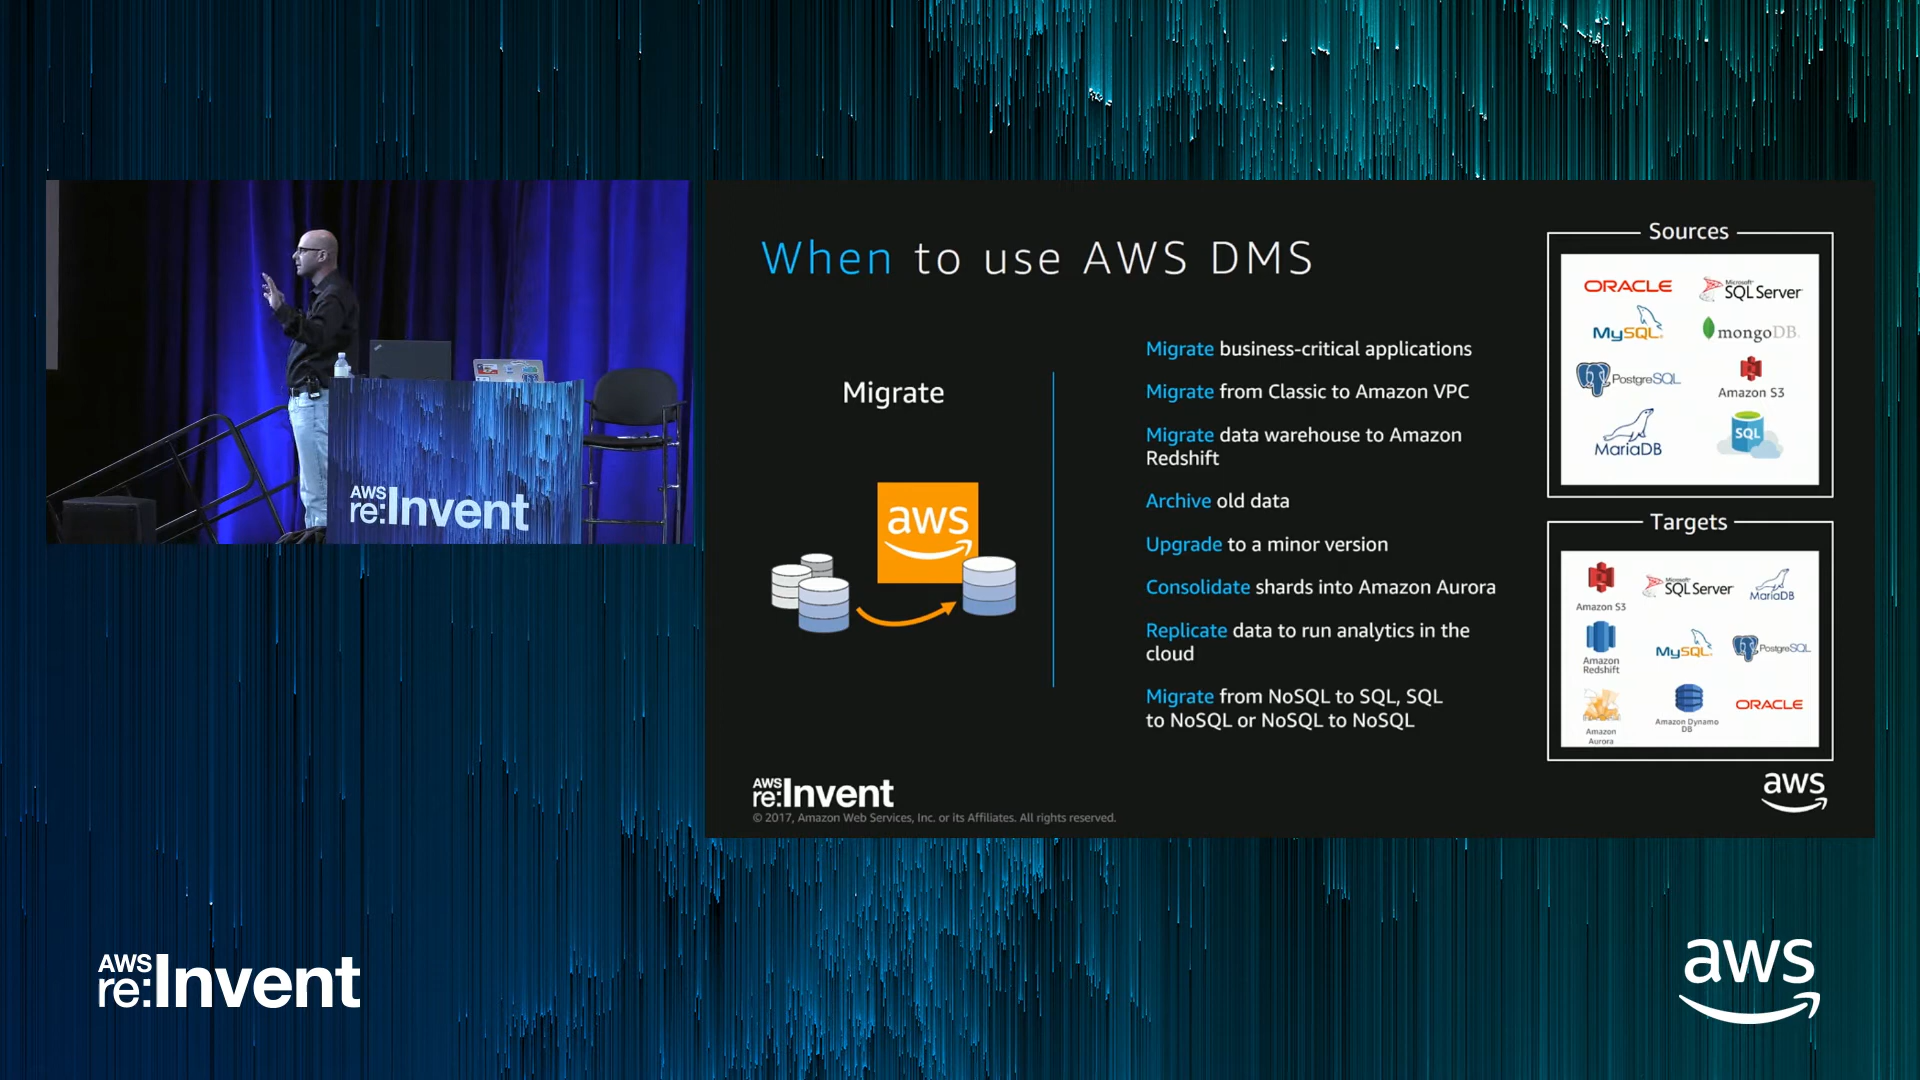 When to use AWS DMS
Migrate
aws
Migrate business-critical applications
Migrate from Classic to Amazon VPC
Migrate data warehouse to Amazon
Redshift
Archive old data
Upgrade to a minor version
Consolidate shards into Amazon Aurora
Replicate data to run analytics in the
cloud
Migrate from NoSQL to SQL, SQL
to NoSQL or NoSQL to NoSQL
Sources
ORACLE
Microsoft
SQL Server
MySQL
mongoDB
PostgreSQL
Amazon S3
MariaDB
SQL
Targets
Amazon S3
Microsoft
SQL Server
MariaDB
Amazon
Redshift
MySQL
PostgreSQL
Amazon
Aurora
Amazon Dynamo
DB
ORACLE
AWS
re:Invent
© 2017, Amazon Web Services, Inc. or its Affiliates. All rights reserved.
aws
AWS
re:Invent
AWS
re:Invent
aws